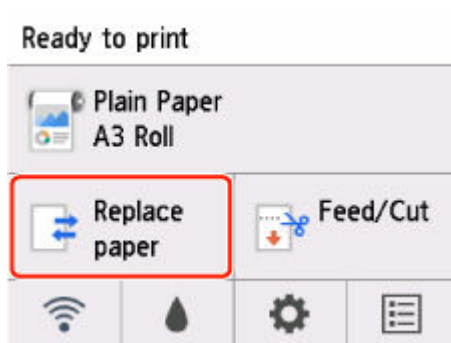 Ready to print
Plain Paper
A3 Roll
Replace
paper
Feed/Cut